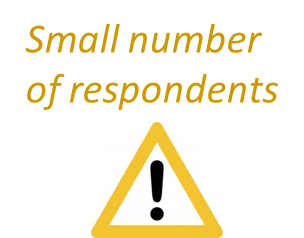 Small number
of respondents